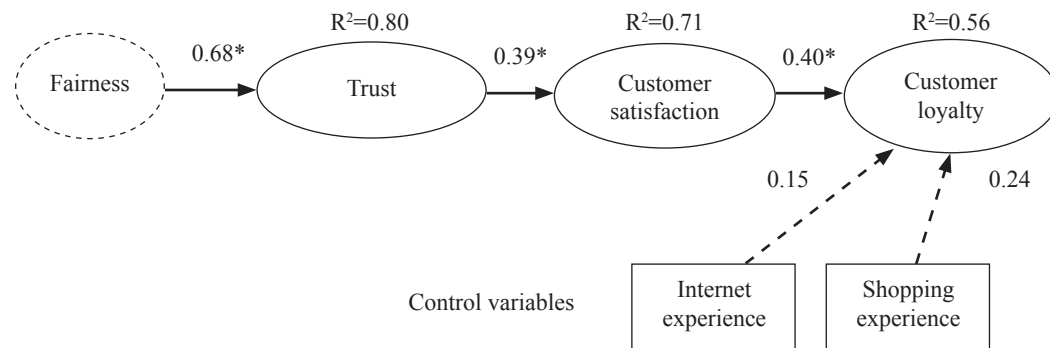 R²=0.80
R²=0.71
R²=0.56
0.68*
0.39*
0.40*
Fairness
Trust
Customer
satisfaction
Customer
loyalty
0.15
0.24
Control variables
Internet
experience
Shopping
experience